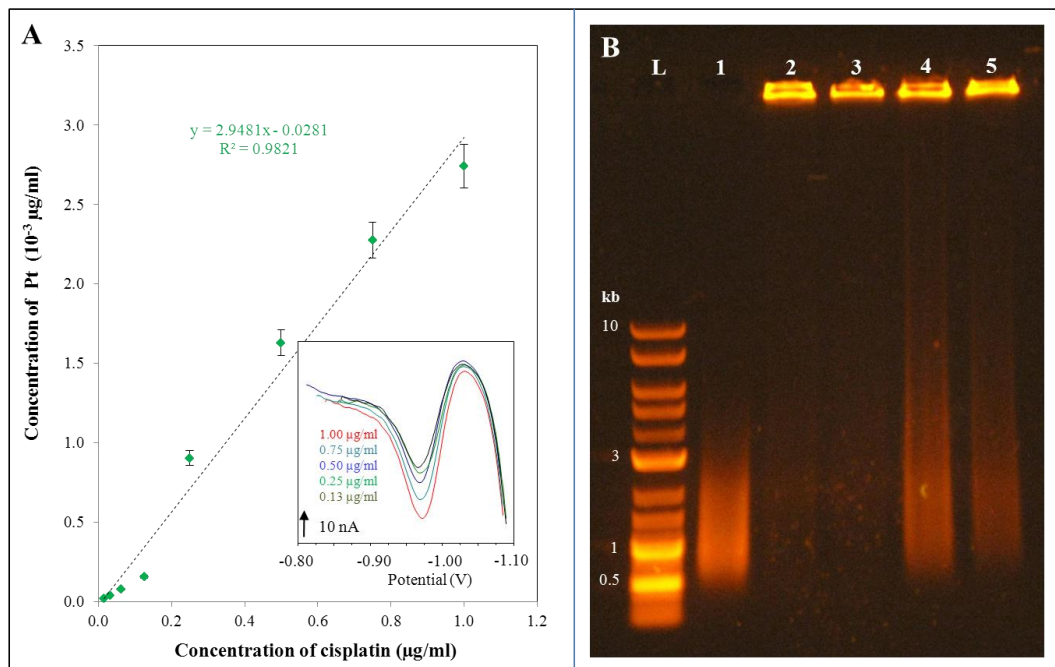 A
3.5
3.0
2.5
2.0
1.5
1.0
0.5
0.0
Concentration of Pt (10⁻³ µg/ml)
y = 2.9481x - 0.0281
R² = 0.9821
1.00 µg/ml
0.75 µg/ml
0.50 µg/ml
0.25 µg/ml
0.13 µg/ml
10 nA
-0.80 -0.90 -1.00 -1.10
Potential (V)
0.0 0.2 0.4 0.6 0.8 1.0 1.2
Concentration of cisplatin (µg/ml)
B
L 1 2 3 4 5
kb
10
3
1
0.5